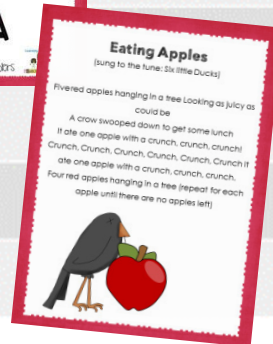 A
ors
Eating Apples
(sung to the tune: Six little Ducks)
Five red apples hanging in a tree Looking as juicy as
could be
A crow swooped down to get some lunch
It ate one apple with a crunch, crunch, crunch!
Crunch, Crunch, Crunch, Crunch, Crunch, Crunch It
ate one apple with a crunch, crunch, crunch.
Four red apples hanging in a tree (repeat for each
apple until there are no apples left)